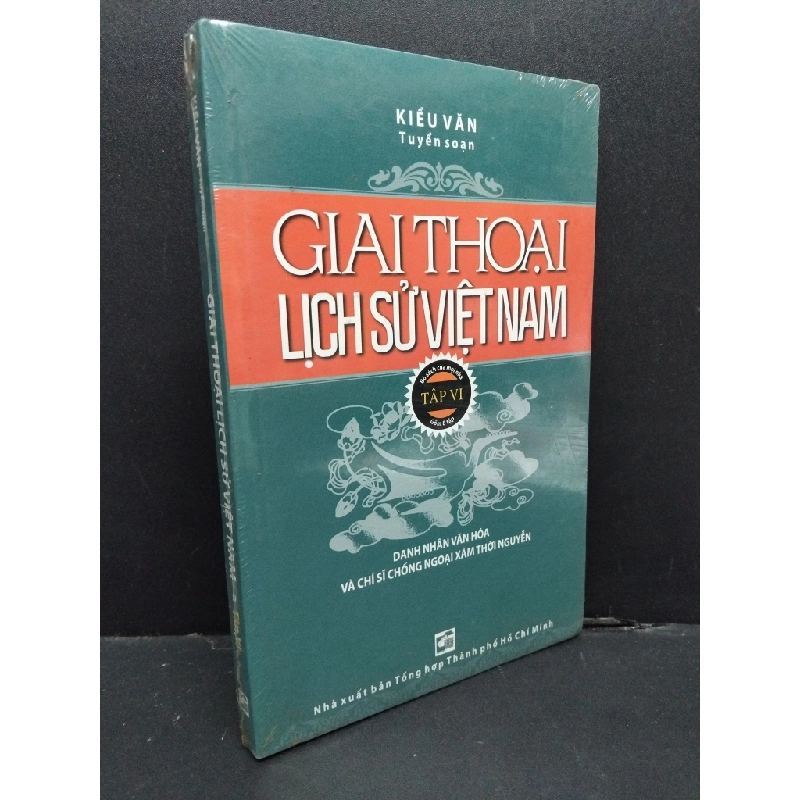 KIỀU VĂN
Tuyển soạn
GIAI THOẠI
LỊCH SỬ VIỆT NAM
TẬP VI
DANH NHÂN VĂN HÓA
VÀ CHÍ SĨ CHỐNG NGOẠI XÂM THỜI NGUYỄN
Nhà xuất bản Tổng hợp Thành phố Hồ Chí Minh
GIAI THOẠI LỊCH SỬ VIỆT NAM